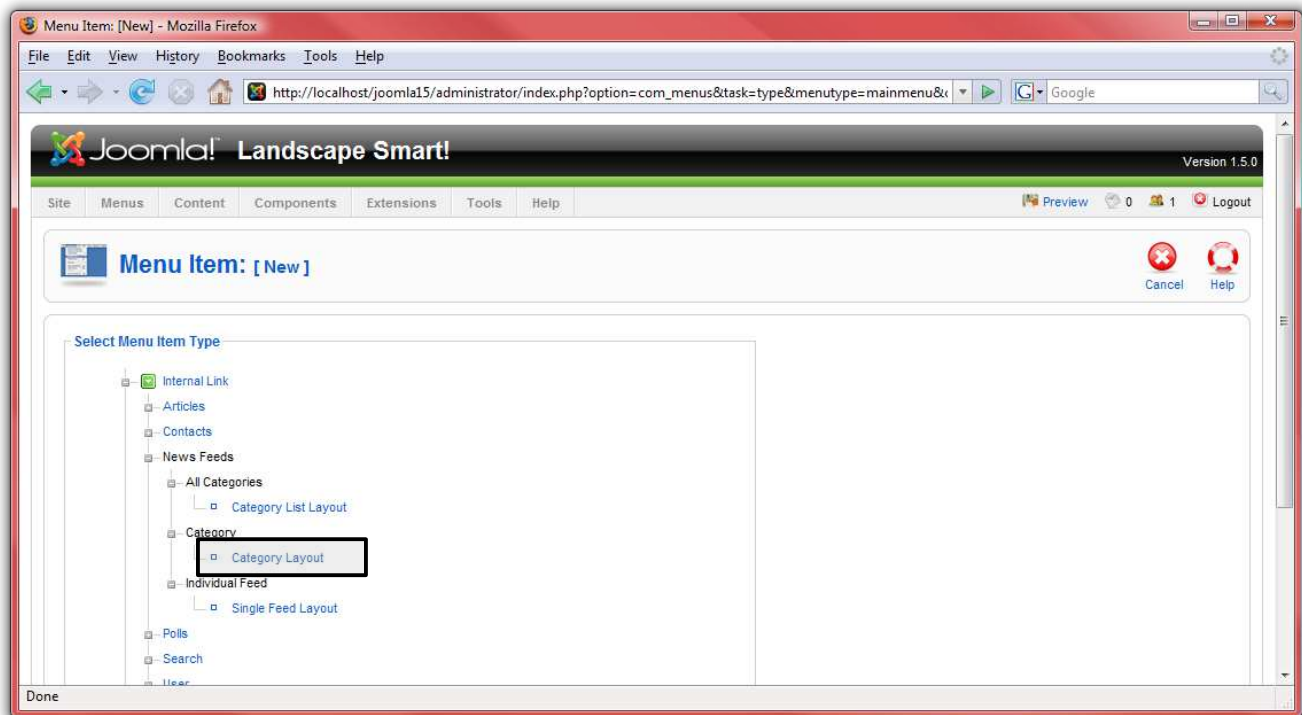 Menu Item: [New] - Mozilla Firefox
File Edit View History Bookmarks Tools Help
http://localhost/joomla15/administrator/index.php?option=com_menus&task=type&menutype=mainmenu& G Google
Joomla! Landscape Smart! Version 1.5.0
Site Menus Content Components Extensions Tools Help Preview 0 1 Logout
Menu Item: [ New ]
Cancel Help
Select Menu Item Type
Internal Link
Articles
Contacts
News Feeds
All Categories
Category List Layout
Category
Category Layout
Individual Feed
Single Feed Layout
Polls
Search
User
Done